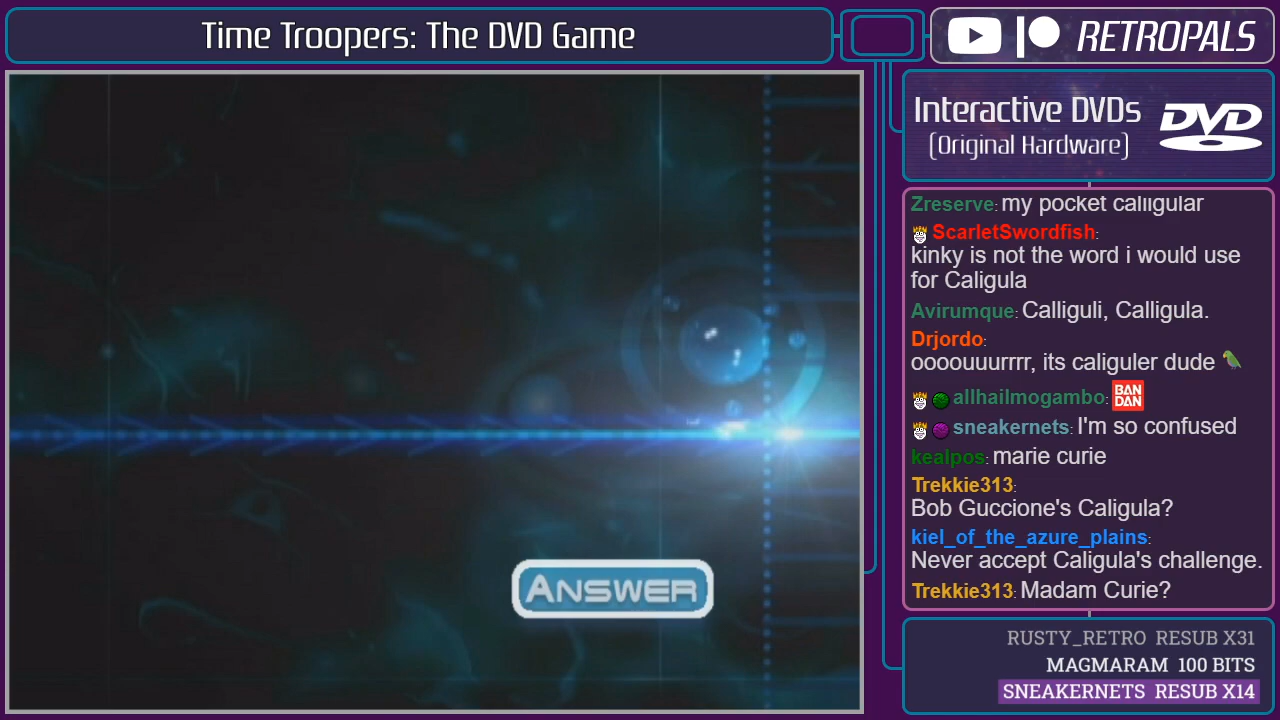 Time Troopers: The DVD Game
RETROPALS
Interactive DVDs
(Original Hardware)
DVD
Zreserve: my pocket caliigular
ScarletSwordfish:
kinky is not the word i would use
for Caligula
Avirumque: Calliguli, Calligula.
Drjordo:
oooouuurrrr, its caliguler dude
allhailmogambo: BAN
DAN
sneakernets: I'm so confused
kealpos: marie curie
Trekkie313:
Bob Guccione's Caligula?
kiel_of_the_azure_plains:
Never accept Caligula's challenge.
Trekkie313: Madam Curie?
ANSWER
RUSTY_RETRO RESUB X31
MAGMARAM 100 BITS
SNEAKERNETS RESUB X14